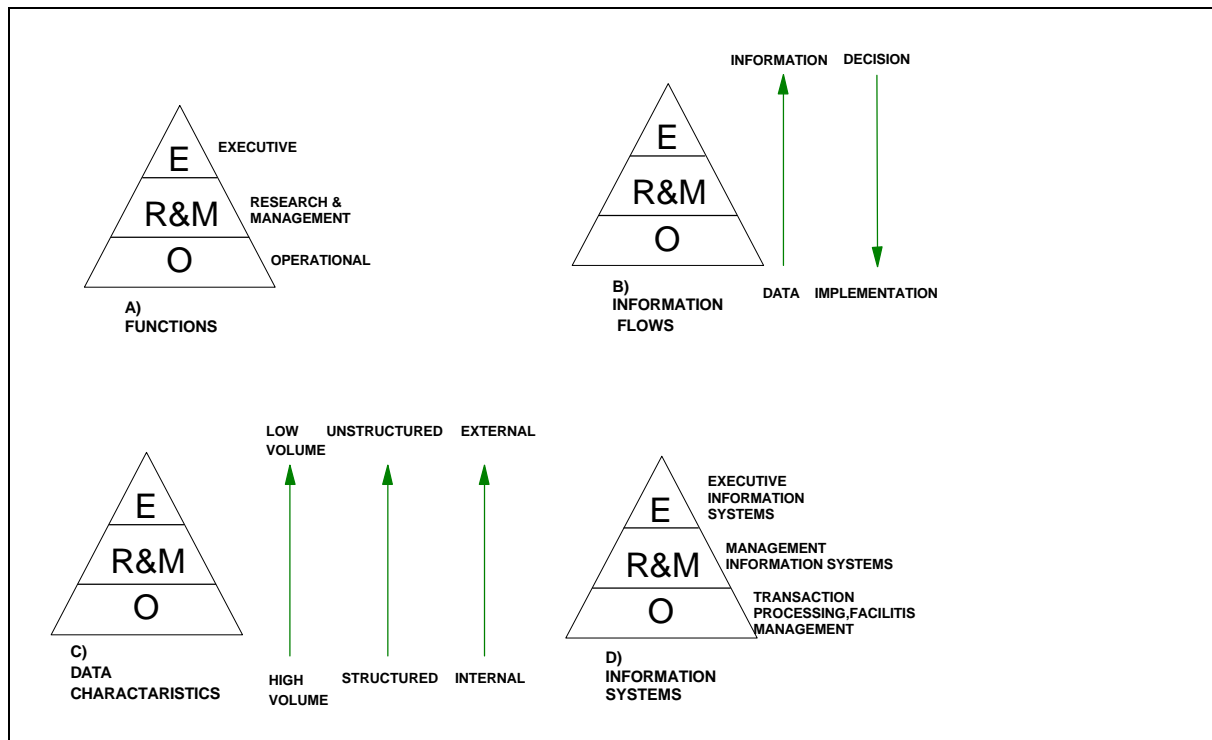 E
EXECUTIVE
R&M
RESEARCH &
MANAGEMENT
O
OPERATIONAL
A)
FUNCTIONS
INFORMATION
DECISION
E
R&M
O
DATA
IMPLEMENTATION
B)
INFORMATION
FLOWS
LOW
VOLUME
UNSTRUCTURED
EXTERNAL
E
R&M
O
HIGH
VOLUME
STRUCTURED
INTERNAL
C)
DATA
CHARACTARISTICS
E
EXECUTIVE
INFORMATION
SYSTEMS
R&M
MANAGEMENT
INFORMATION SYSTEMS
O
TRANSACTION
PROCESSING,FACILITIS
MANAGEMENT
D)
INFORMATION
SYSTEMS